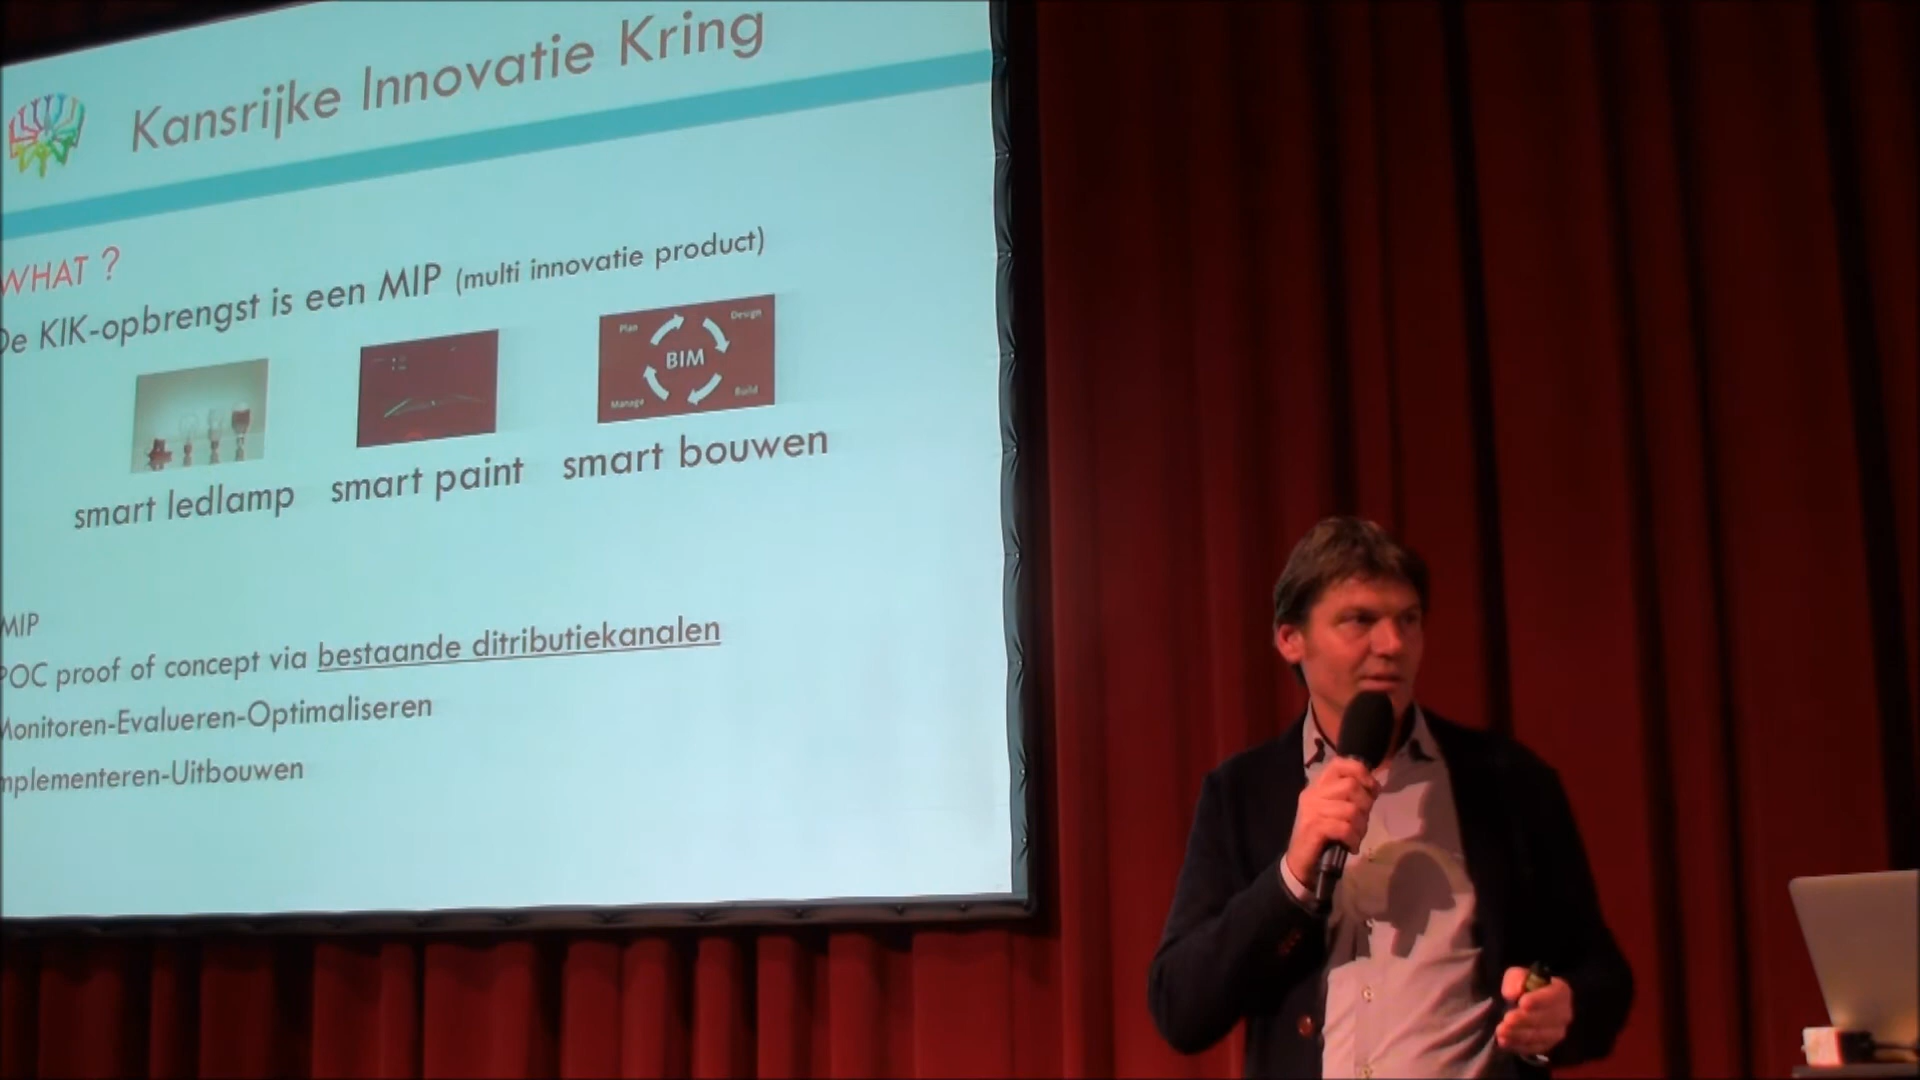 Kansrijke Innovatie Kring
WHAT ?
De KIK-opbrengst is een MIP (multi innovatie product)
Plan
Design
BIM
Manage
Build
smart ledlamp
smart paint
smart bouwen
MIP
POC proof of concept via bestaande ditributiekanalen
Monitoren-Evalueren-Optimaliseren
mplementeren-Uitbouwen